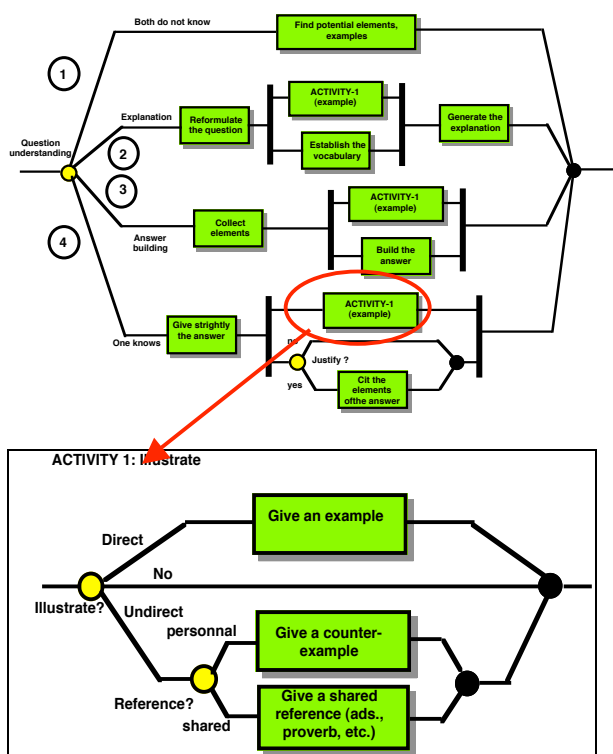 Both do not know
Find potential elements,
examples
1
Explanation
Reformulate
the question
ACTIVITY-1
(example)
Establish the
vocabulary
Generate the
explanation
Question
understanding
2
3
4
Answer
building
Collect
elements
ACTIVITY-1
(example)
Build the
answer
One knows
Give strightly
the answer
ACTIVITY-1
(example)
no
Justify ?
yes
Cit the
elements
ofthe answer
ACTIVITY 1: Illustrate
Direct
Give an example
No
Illustrate?
Undirect
personnal
Give a counter-
example
Reference?
shared
Give a shared
reference (ads.,
proverb, etc.)